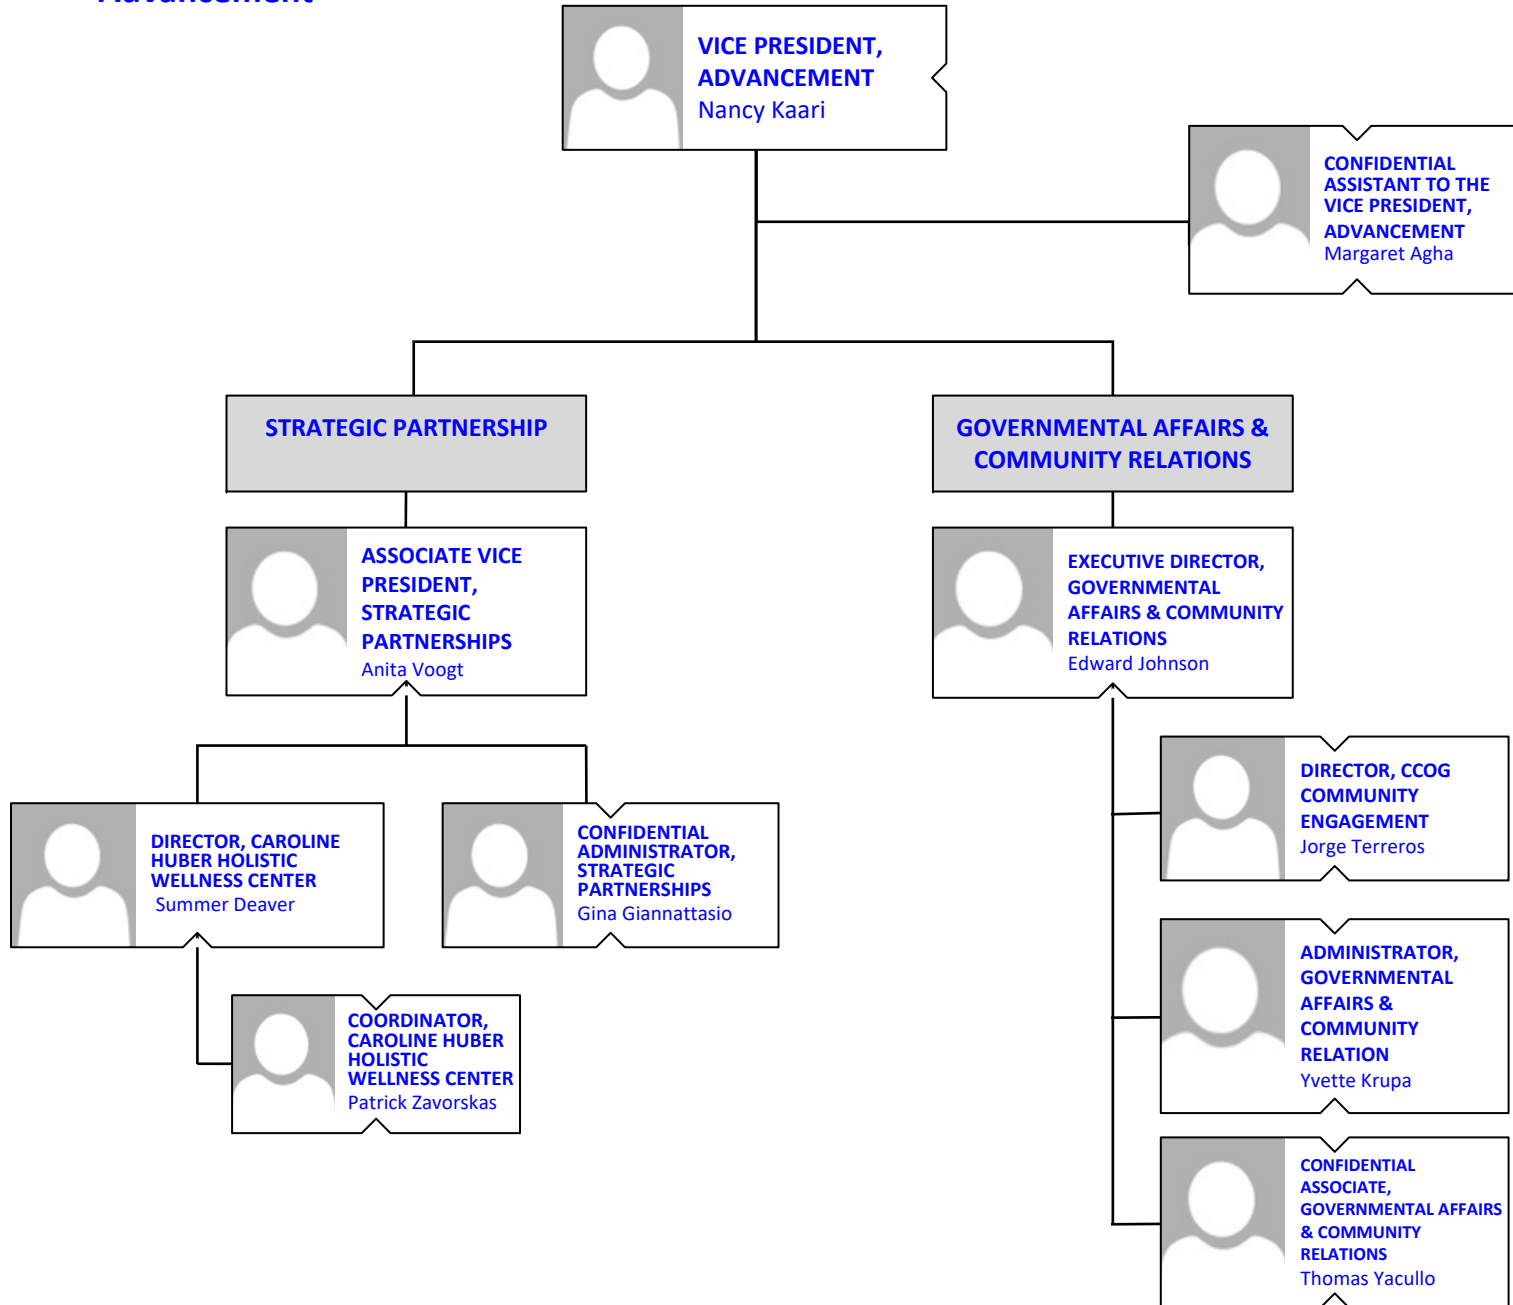 Advancement
VICE PRESIDENT,
ADVANCEMENT
Nancy Kaari
CONFIDENTIAL
ASSISTANT TO THE
VICE PRESIDENT,
ADVANCEMENT
Margaret Agha
STRATEGIC PARTNERSHIP
GOVERNMENTAL AFFAIRS &
COMMUNITY RELATIONS
ASSOCIATE VICE
PRESIDENT,
STRATEGIC
PARTNERSHIPS
Anita Voogt
EXECUTIVE DIRECTOR,
GOVERNMENTAL
AFFAIRS & COMMUNITY
RELATIONS
Edward Johnson
DIRECTOR, CAROLINE
HUBER HOLISTIC
WELLNESS CENTER
Summer Deaver
CONFIDENTIAL
ADMINISTRATOR,
STRATEGIC
PARTNERSHIPS
Gina Giannattasio
COORDINATOR,
CAROLINE HUBER
HOLISTIC
WELLNESS CENTER
Patrick Zavorskas
DIRECTOR, CCOG
COMMUNITY
ENGAGEMENT
Jorge Terreros
ADMINISTRATOR,
GOVERNMENTAL
AFFAIRS &
COMMUNITY
RELATION
Yvette Krupa
CONFIDENTIAL
ASSOCIATE,
GOVERNMENTAL AFFAIRS
& COMMUNITY
RELATIONS
Thomas Yacullo